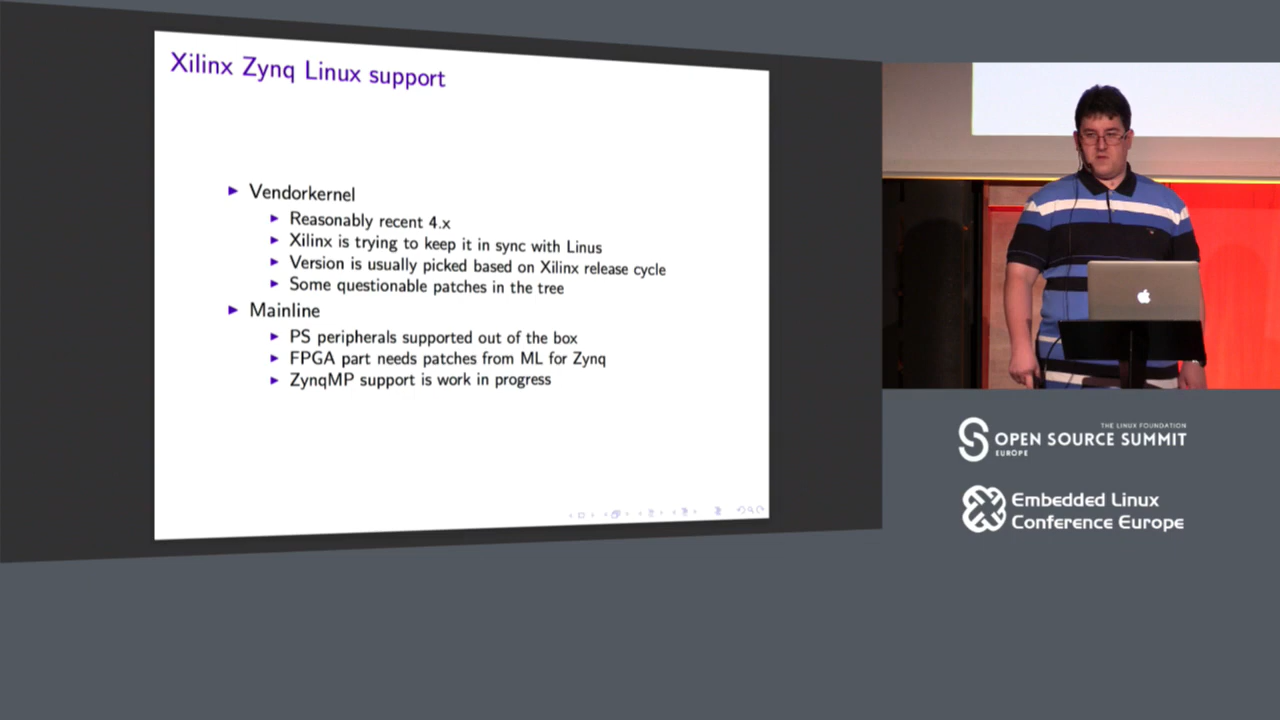 Xilinx Zynq Linux support
Vendorkernel
Reasonably recent 4.x
Xilinx is trying to keep it in sync with Linus
Version is usually picked based on Xilinx release cycle
Some questionable patches in the tree
Mainline
PS peripherals supported out of the box
FPGA part needs patches from ML for Zynq
ZynqMP support is work in progress
THE LINUX FOUNDATION
OPEN SOURCE SUMMIT
EUROPE
Embedded Linux
Conference Europe